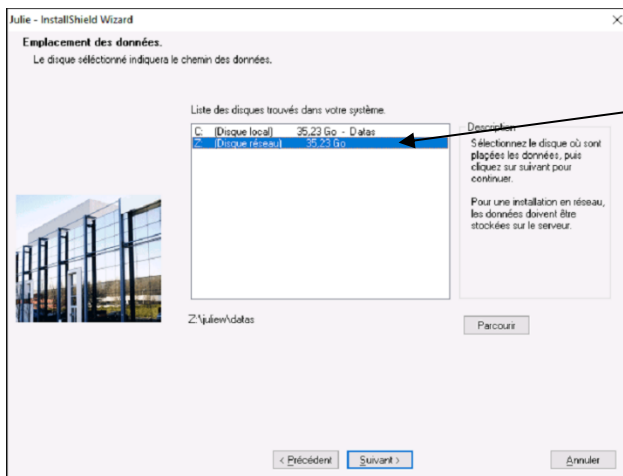 Julie - InstallShield Wizard
Emplacement des données.
Le disque séléctionné indiquera le chemin des données.
Liste des disques trouvés dans votre système.
C: (Disque local) 35,23 Go - Datas
Z: (Disque réseau) 35,23 Go
Description
Sélectionnez le disque où sont
plaçées les données, puis
cliquez sur suivant pour
continuer.
Pour une installation en réseau,
les données doivent être
stockées sur le serveur.
Z:\juliew\datas
Parcourir
< Précédent
Suivant >
Annuler